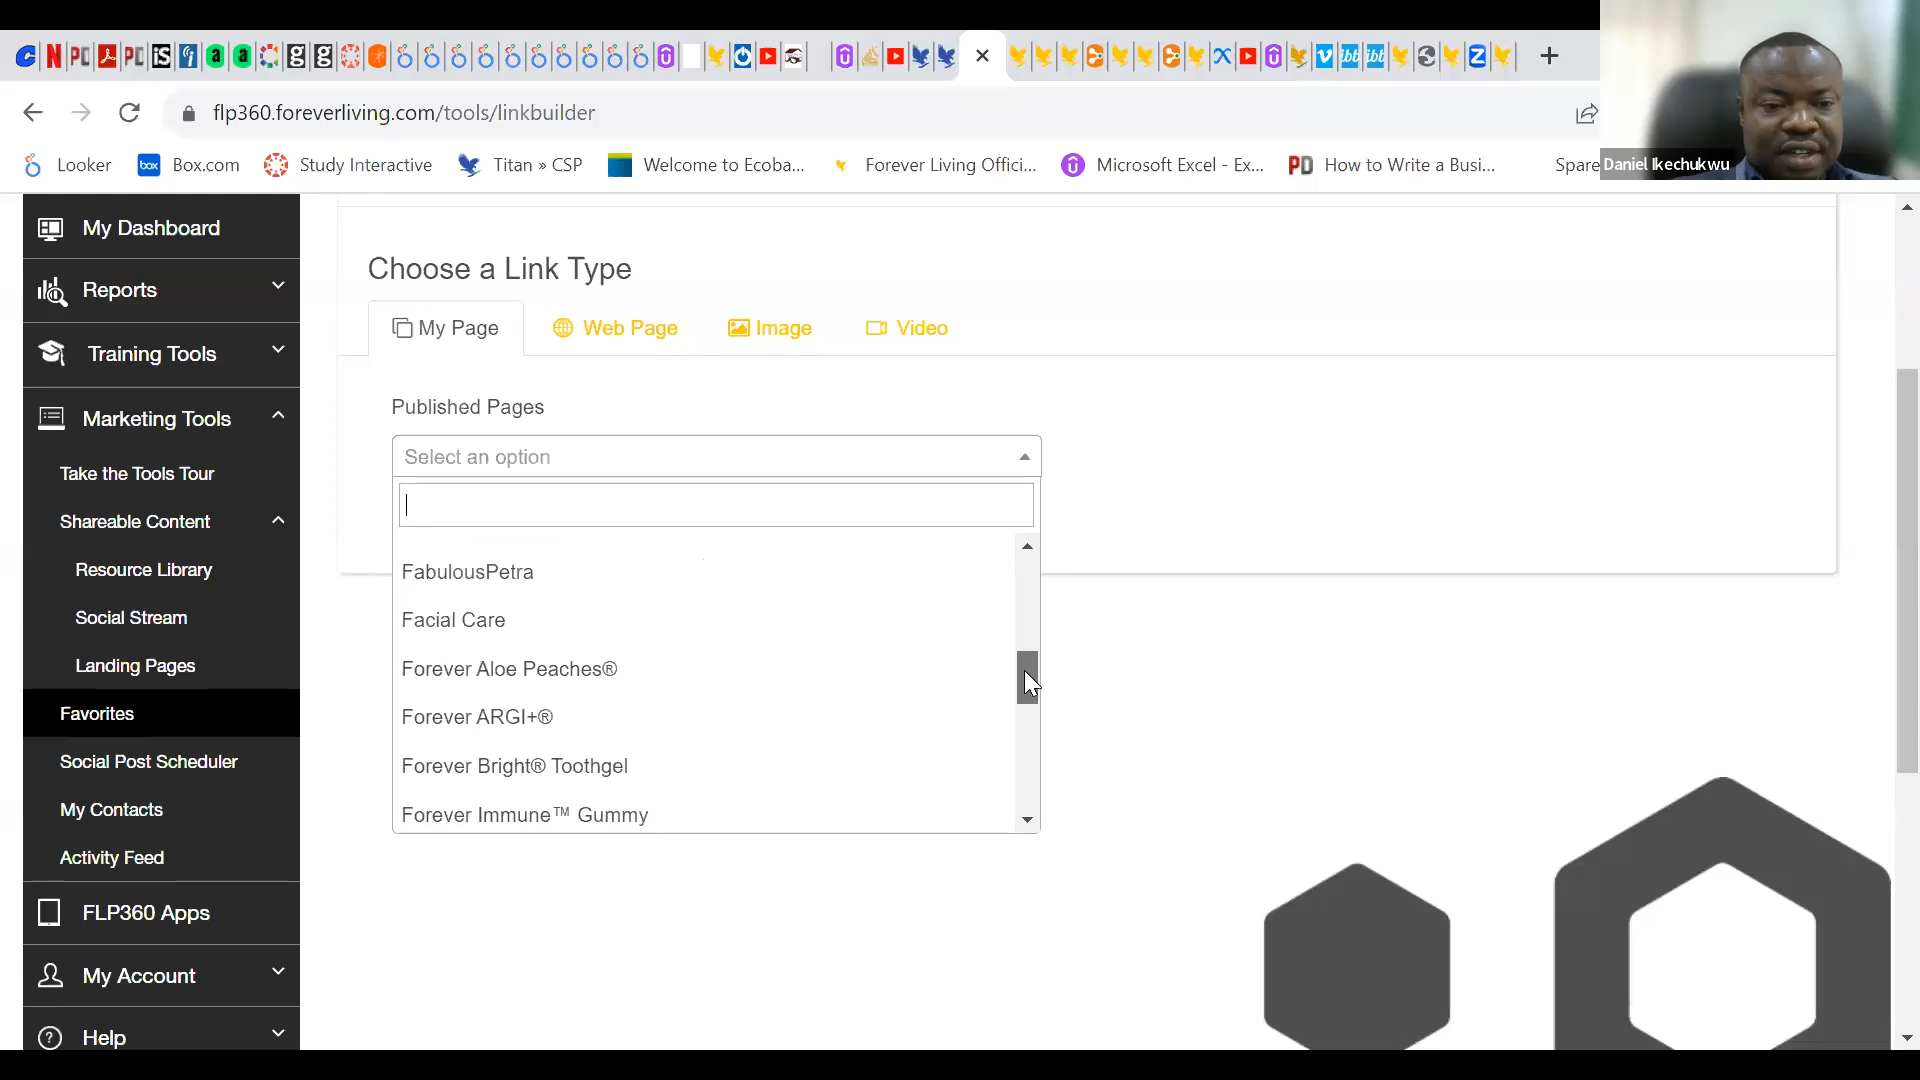 flp360.foreverliving.com/tools/linkbuilder
Looker
box
Box.com
Study Interactive
Titan » CSP
Welcome to Ecoba...
Forever Living Offici...
Microsoft Excel - Ex...
PD
How to Write a Busi...
Spare
Daniel Ikechukwu
My Dashboard
Reports
Training Tools
Marketing Tools
Take the Tools Tour
Shareable Content
Resource Library
Social Stream
Landing Pages
Favorites
Social Post Scheduler
My Contacts
Activity Feed
FLP360 Apps
My Account
Help
Choose a Link Type
My Page
Web Page
Image
Video
Published Pages
Select an option
FabulousPetra
Facial Care
Forever Aloe Peaches®
Forever ARGI+®
Forever Bright® Toothgel
Forever Immune™ Gummy